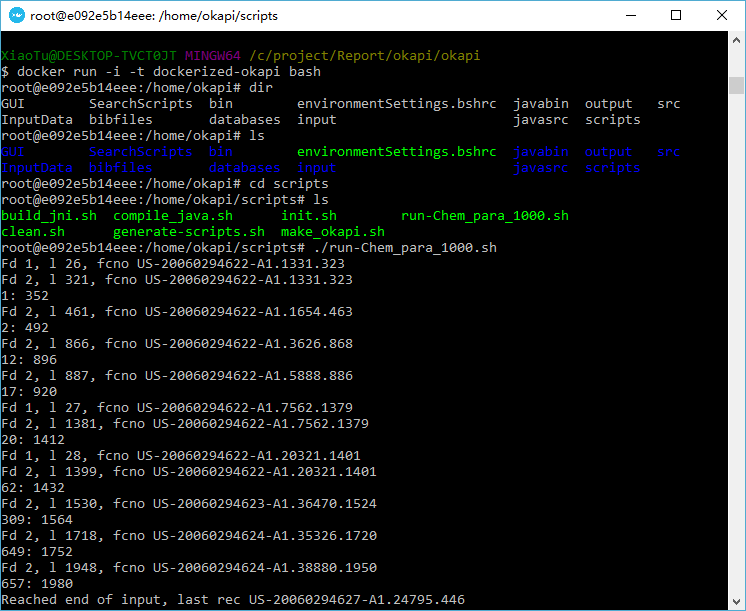 root@e092e5b14eee: /home/okapi/scripts
XiaoTu@DESKTOP-TVCT0JT MINGW64 /c/project/Report/okapi/okapi
$ docker run -i -t dockerized-okapi bash
root@e092e5b14eee:/home/okapi# dir
GUI        SearchScripts  bin        environmentSettings.bshrc  javabin  output   src
InputData  bibfiles       databases  input                      javasrc  scripts
root@e092e5b14eee:/home/okapi# ls
GUI        SearchScripts  bin        environmentSettings.bshrc  javabin  output   src
InputData  bibfiles       databases  input                      javasrc  scripts
root@e092e5b14eee:/home/okapi# cd scripts
root@e092e5b14eee:/home/okapi/scripts# ls
build_jni.sh  compile_java.sh      init.sh        run-Chem_para_1000.sh
clean.sh      generate-scripts.sh  make_okapi.sh
root@e092e5b14eee:/home/okapi/scripts# ./run-Chem_para_1000.sh
Fd 1, l 26, fcno US-20060294622-A1.1331.323
Fd 2, l 321, fcno US-20060294622-A1.1331.323
1: 352
Fd 2, l 461, fcno US-20060294622-A1.1654.463
2: 492
Fd 2, l 866, fcno US-20060294622-A1.3626.868
12: 896
Fd 2, l 887, fcno US-20060294622-A1.5888.886
17: 920
Fd 1, l 27, fcno US-20060294622-A1.7562.1379
Fd 2, l 1381, fcno US-20060294622-A1.7562.1379
20: 1412
Fd 1, l 28, fcno US-20060294622-A1.20321.1401
Fd 2, l 1399, fcno US-20060294622-A1.20321.1401
62: 1432
Fd 2, l 1530, fcno US-20060294623-A1.36470.1524
309: 1564
Fd 2, l 1718, fcno US-20060294624-A1.35326.1720
649: 1752
Fd 2, l 1948, fcno US-20060294624-A1.38880.1950
657: 1980
Reached end of input, last rec US-20060294627-A1.24795.446